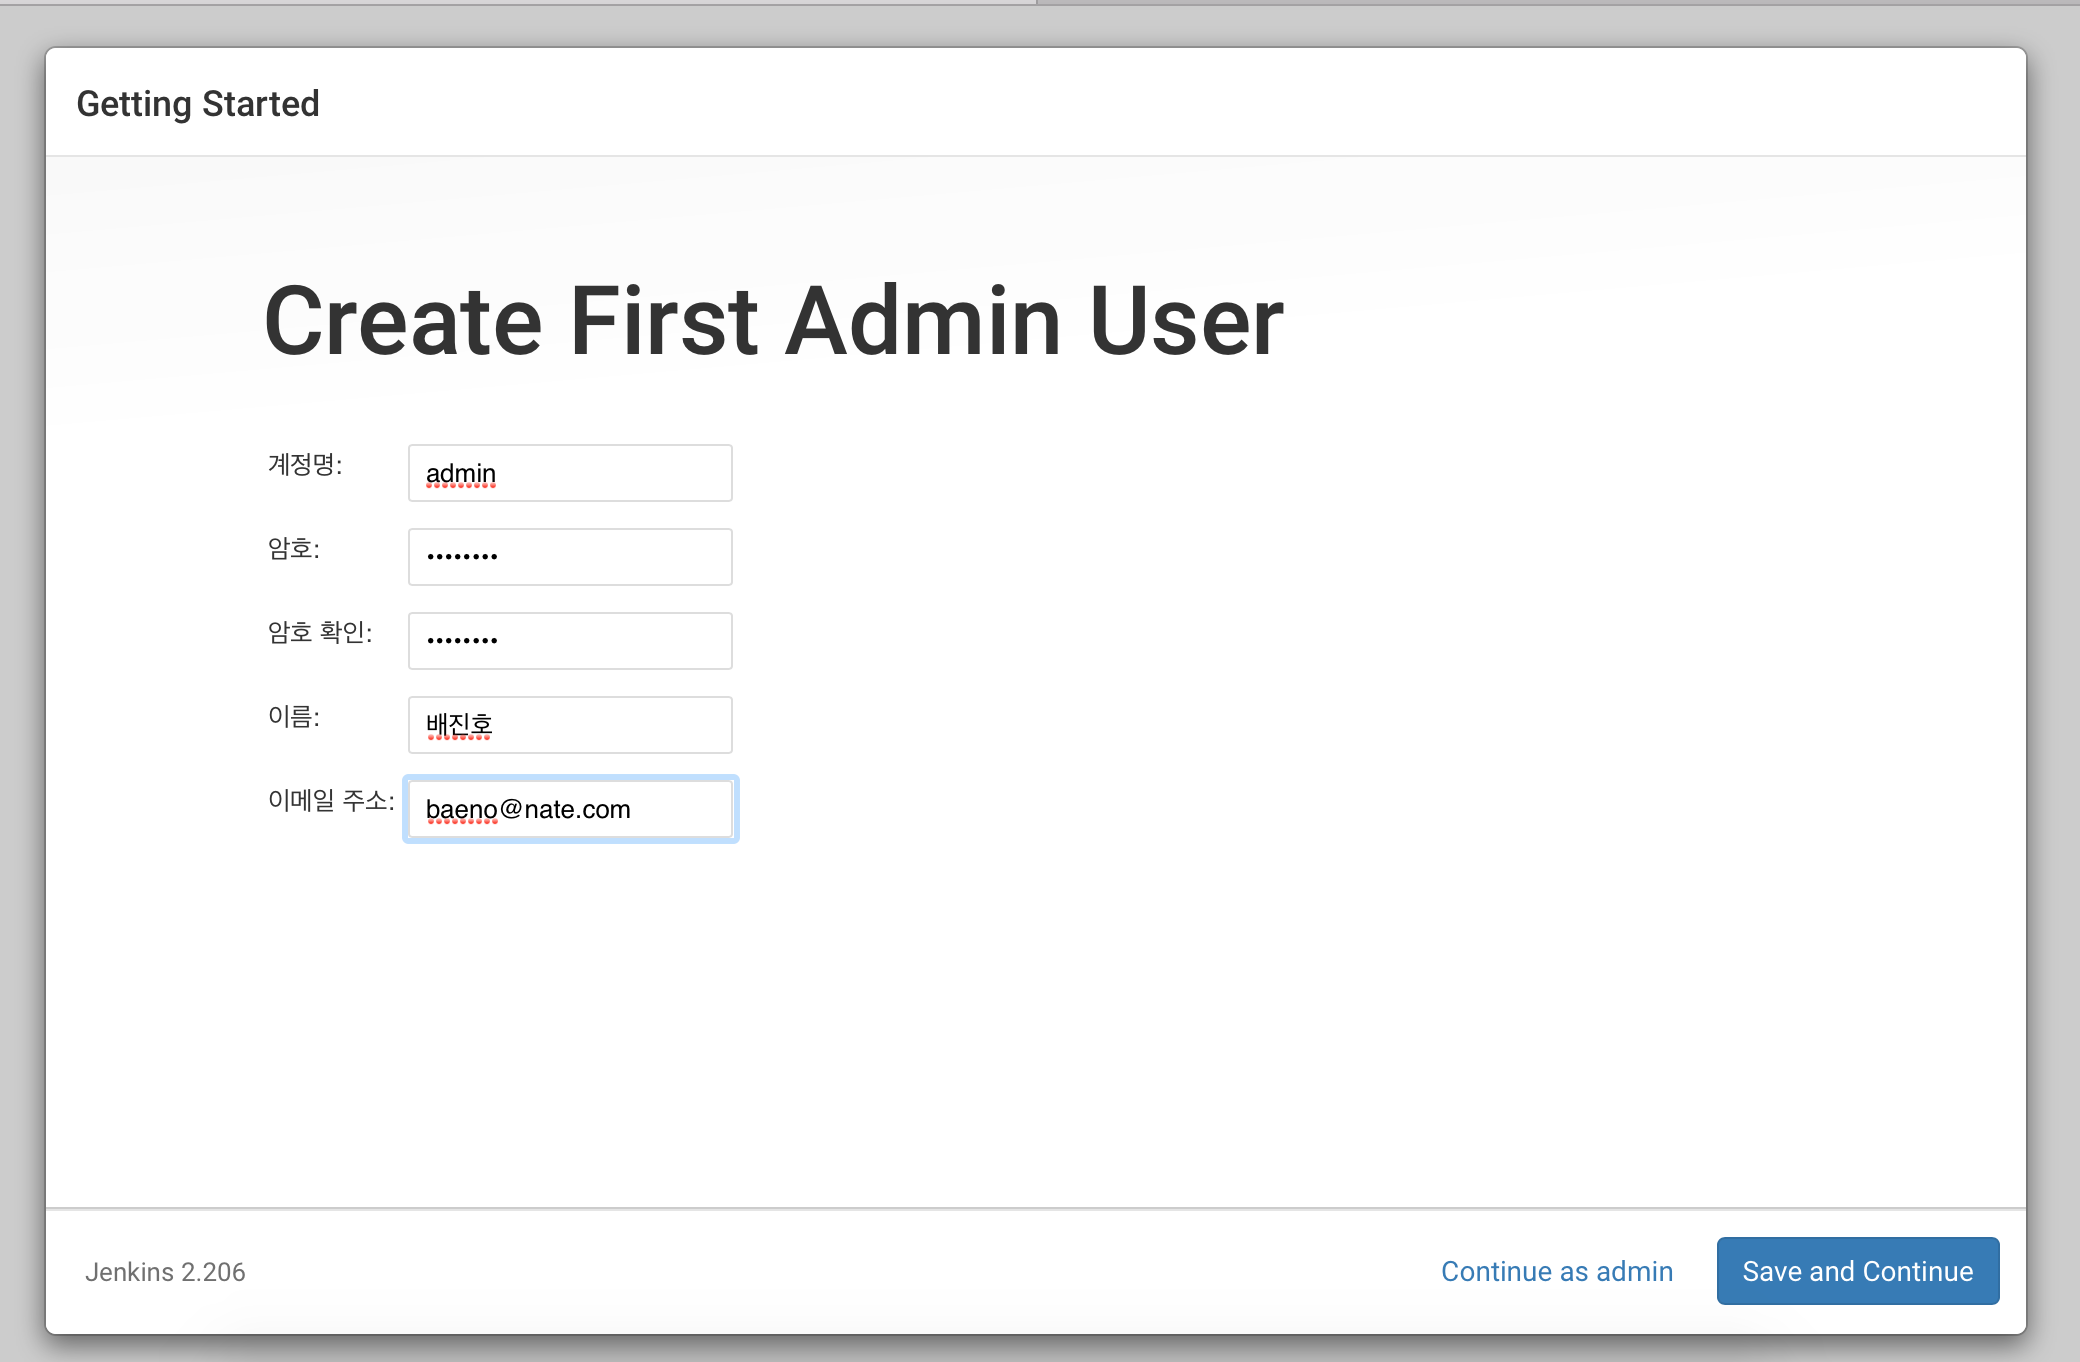 Getting Started
Create First Admin User
계정명: admin
암호: ••••••••
암호 확인: ••••••••
이름: 배진호
이메일 주소: baeno@nate.com
Jenkins 2.206 Continue as admin Save and Continue